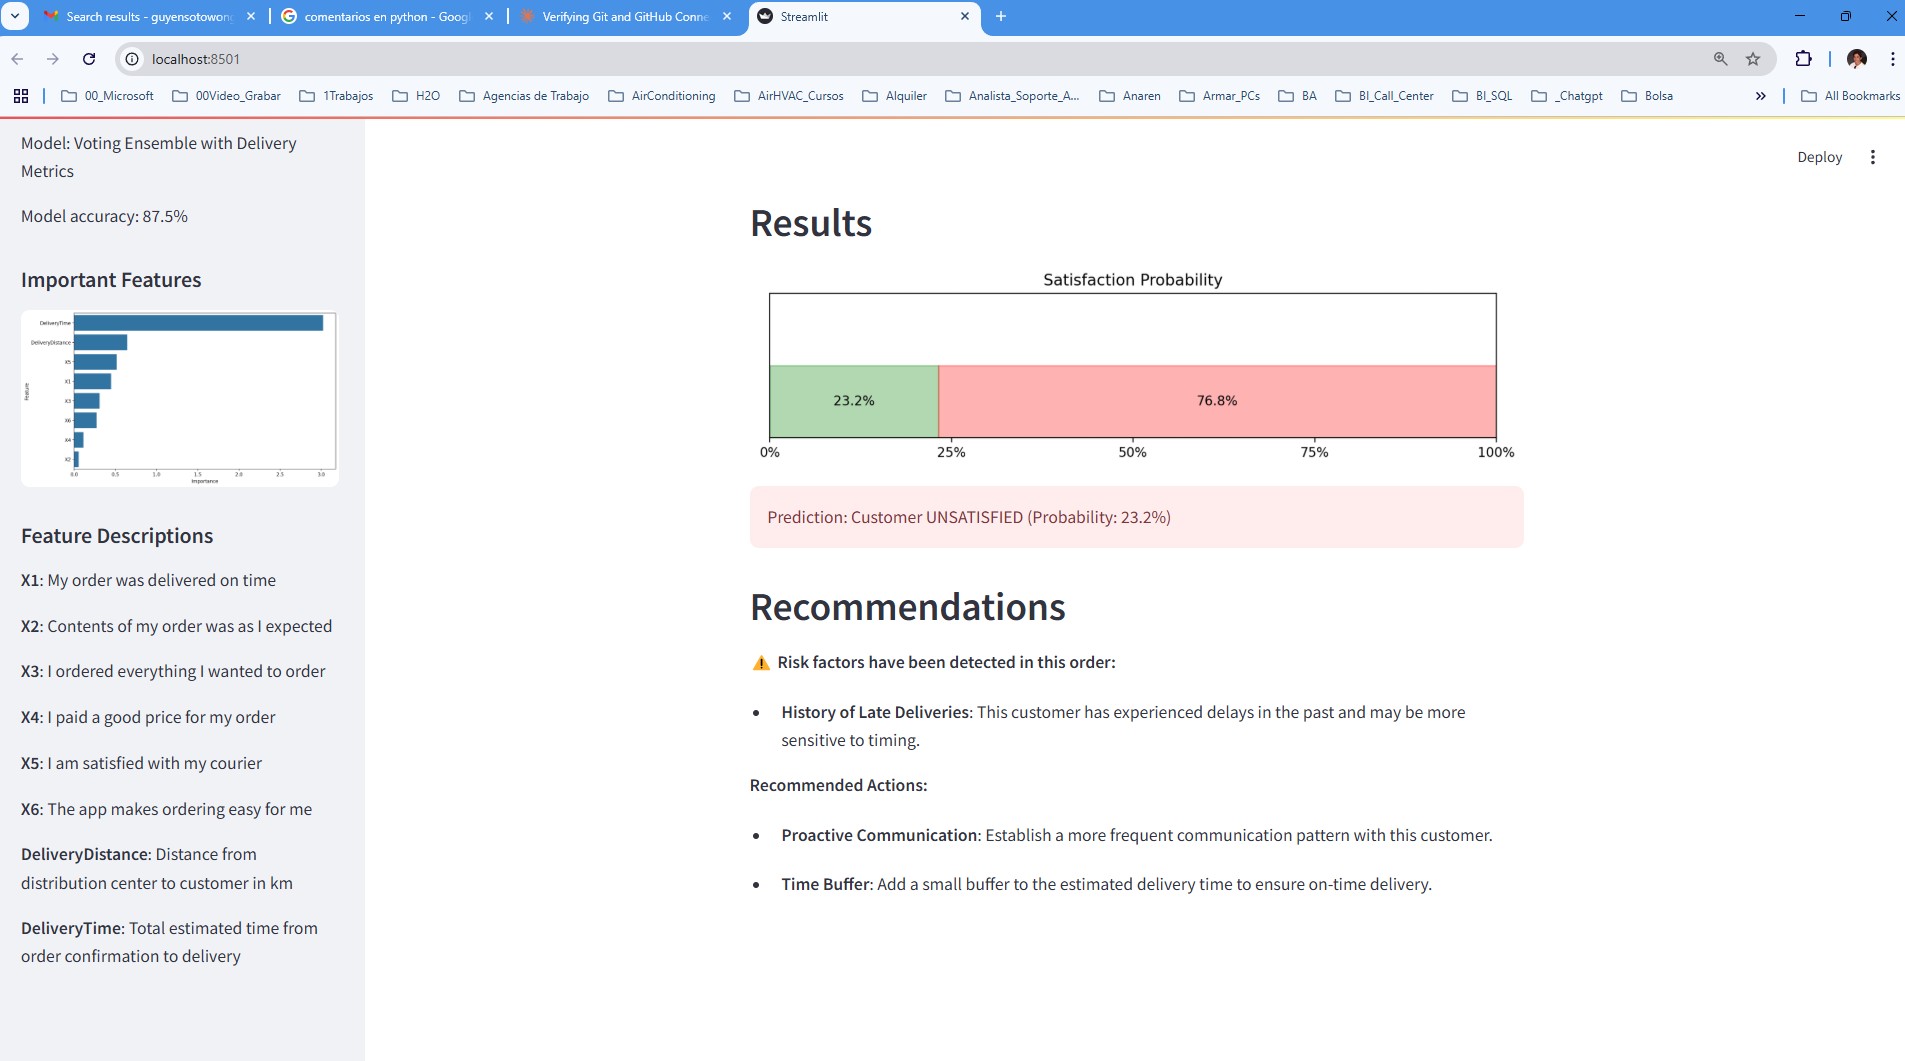 Search results - guyensotowong
comentarios en python - Goog
Verifying Git and GitHub Conne
Streamlit
localhost:8501
00_Microsoft
00Video_Grabar
1Trabajos
H2O
Agencias de Trabajo
AirConditioning
AirHVAC_Cursos
Alquiler
Analista_Soporte_A...
Anaren
Armar_PCs
BA
BI_Call_Center
BI_SQL
_Chatgpt
Bolsa
»
All Bookmarks
Model: Voting Ensemble with Delivery
Metrics
Model accuracy: 87.5%
Important Features
DeliveryTime
DeliveryDistance
X5
X1
X3
X6
X4
X2
Feature
0.0 0.5 1.0 1.5 2.0 2.5 3.0
Importance
Feature Descriptions
X1: My order was delivered on time
X2: Contents of my order was as I expected
X3: I ordered everything I wanted to order
X4: I paid a good price for my order
X5: I am satisfied with my courier
X6: The app makes ordering easy for me
DeliveryDistance: Distance from
distribution center to customer in km
DeliveryTime: Total estimated time from
order confirmation to delivery
Deploy
Results
Satisfaction Probability
23.2% 76.8%
0% 25% 50% 75% 100%
Prediction: Customer UNSATISFIED (Probability: 23.2%)
Recommendations
Risk factors have been detected in this order:
• History of Late Deliveries: This customer has experienced delays in the past and may be more
sensitive to timing.
Recommended Actions:
• Proactive Communication: Establish a more frequent communication pattern with this customer.
• Time Buffer: Add a small buffer to the estimated delivery time to ensure on-time delivery.